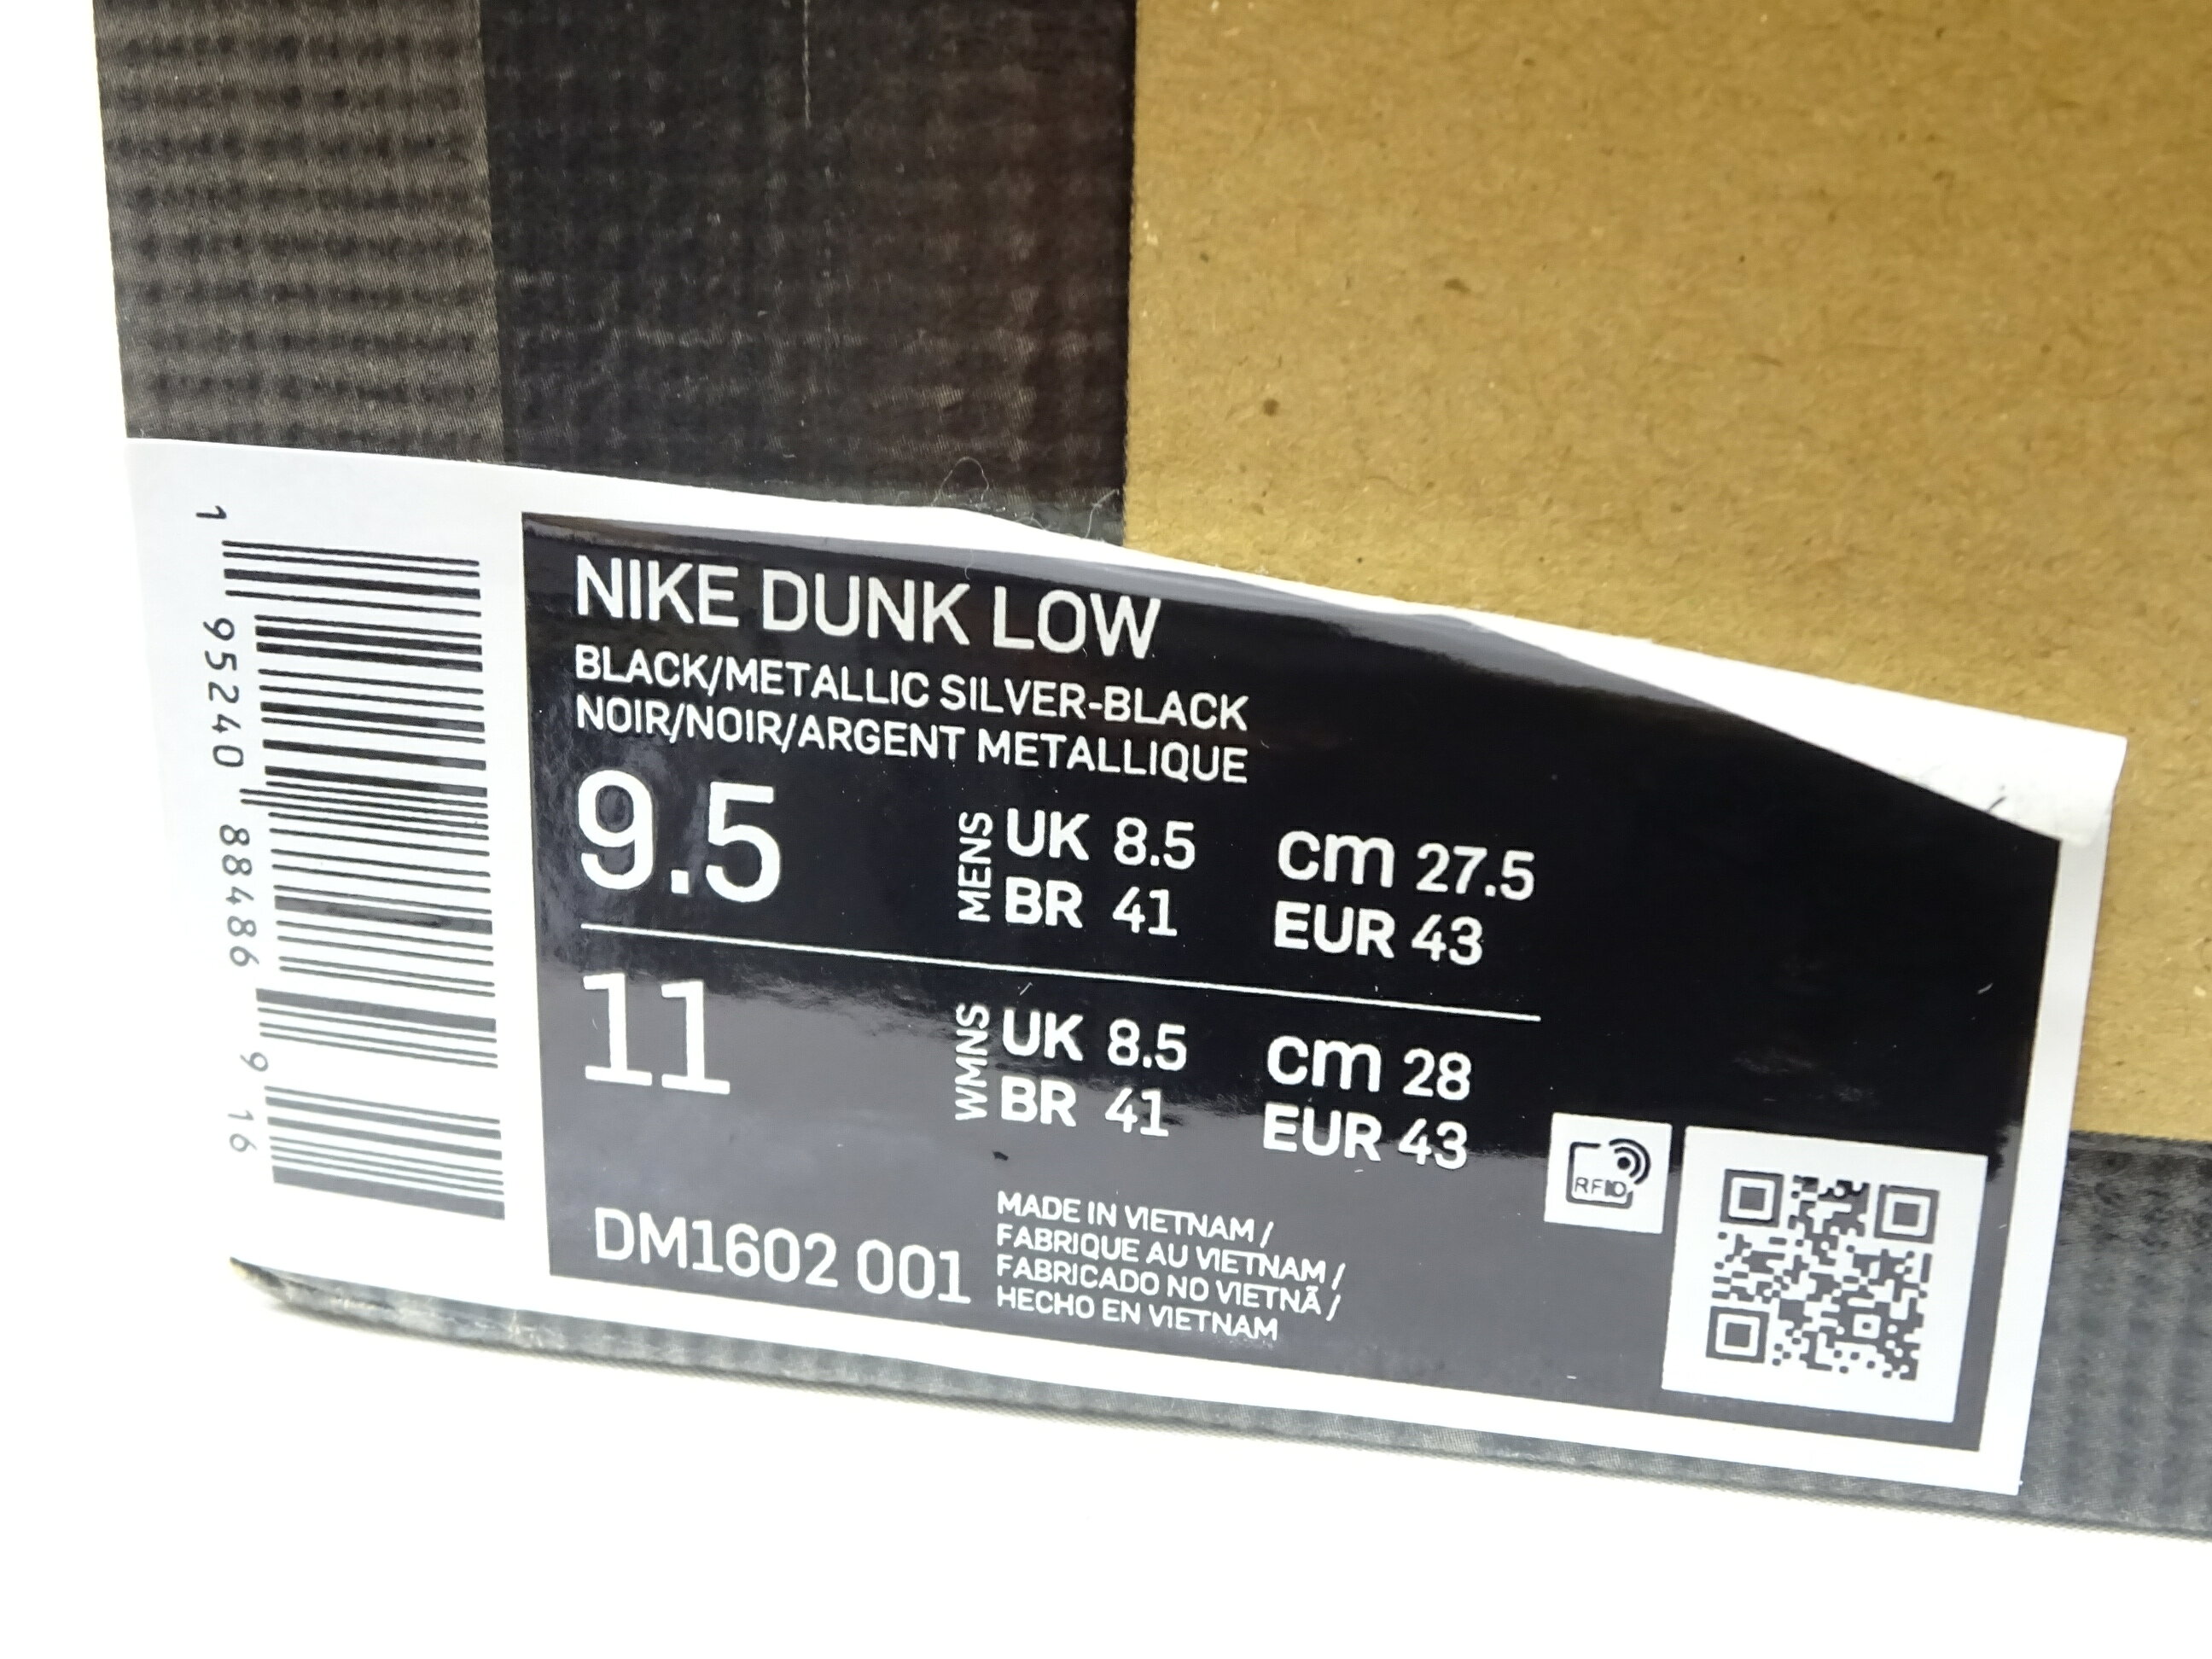 NIKE DUNK LOW
BLACK/METALLIC SILVER-BLACK
NOIR/NOIR/ARGENT METALLIQUE
9.5
MENS
UK 8.5 cm 27.5
BR 41 EUR 43
11
WMNS
UK 8.5 cm 28
BR 41 EUR 43
DM1602 001
MADE IN VIETNAM /
FABRIQUE AU VIETNAM /
FABRICADO NO VIETNÃ /
HECHO EN VIETNAM
RFID
1 95240 88486 9 16